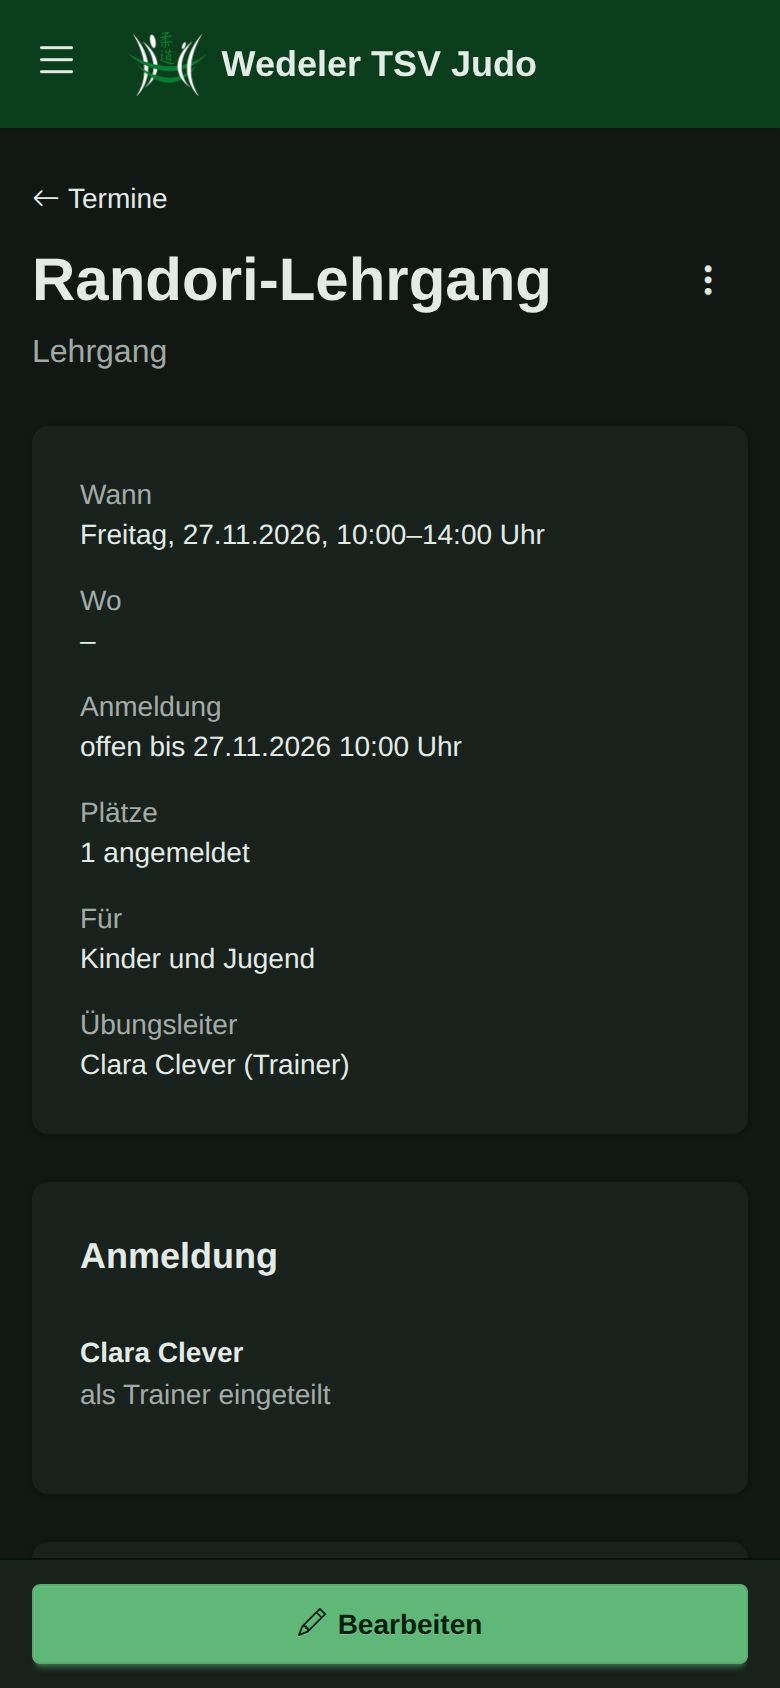 柔道
Wedeler TSV Judo
← Termine
Randori-Lehrgang
Lehrgang
Wann
Freitag, 27.11.2026, 10:00–14:00 Uhr
Wo
–
Anmeldung
offen bis 27.11.2026 10:00 Uhr
Plätze
1 angemeldet
Für
Kinder und Jugend
Übungsleiter
Clara Clever (Trainer)
Anmeldung
Clara Clever
als Trainer eingeteilt
Bearbeiten